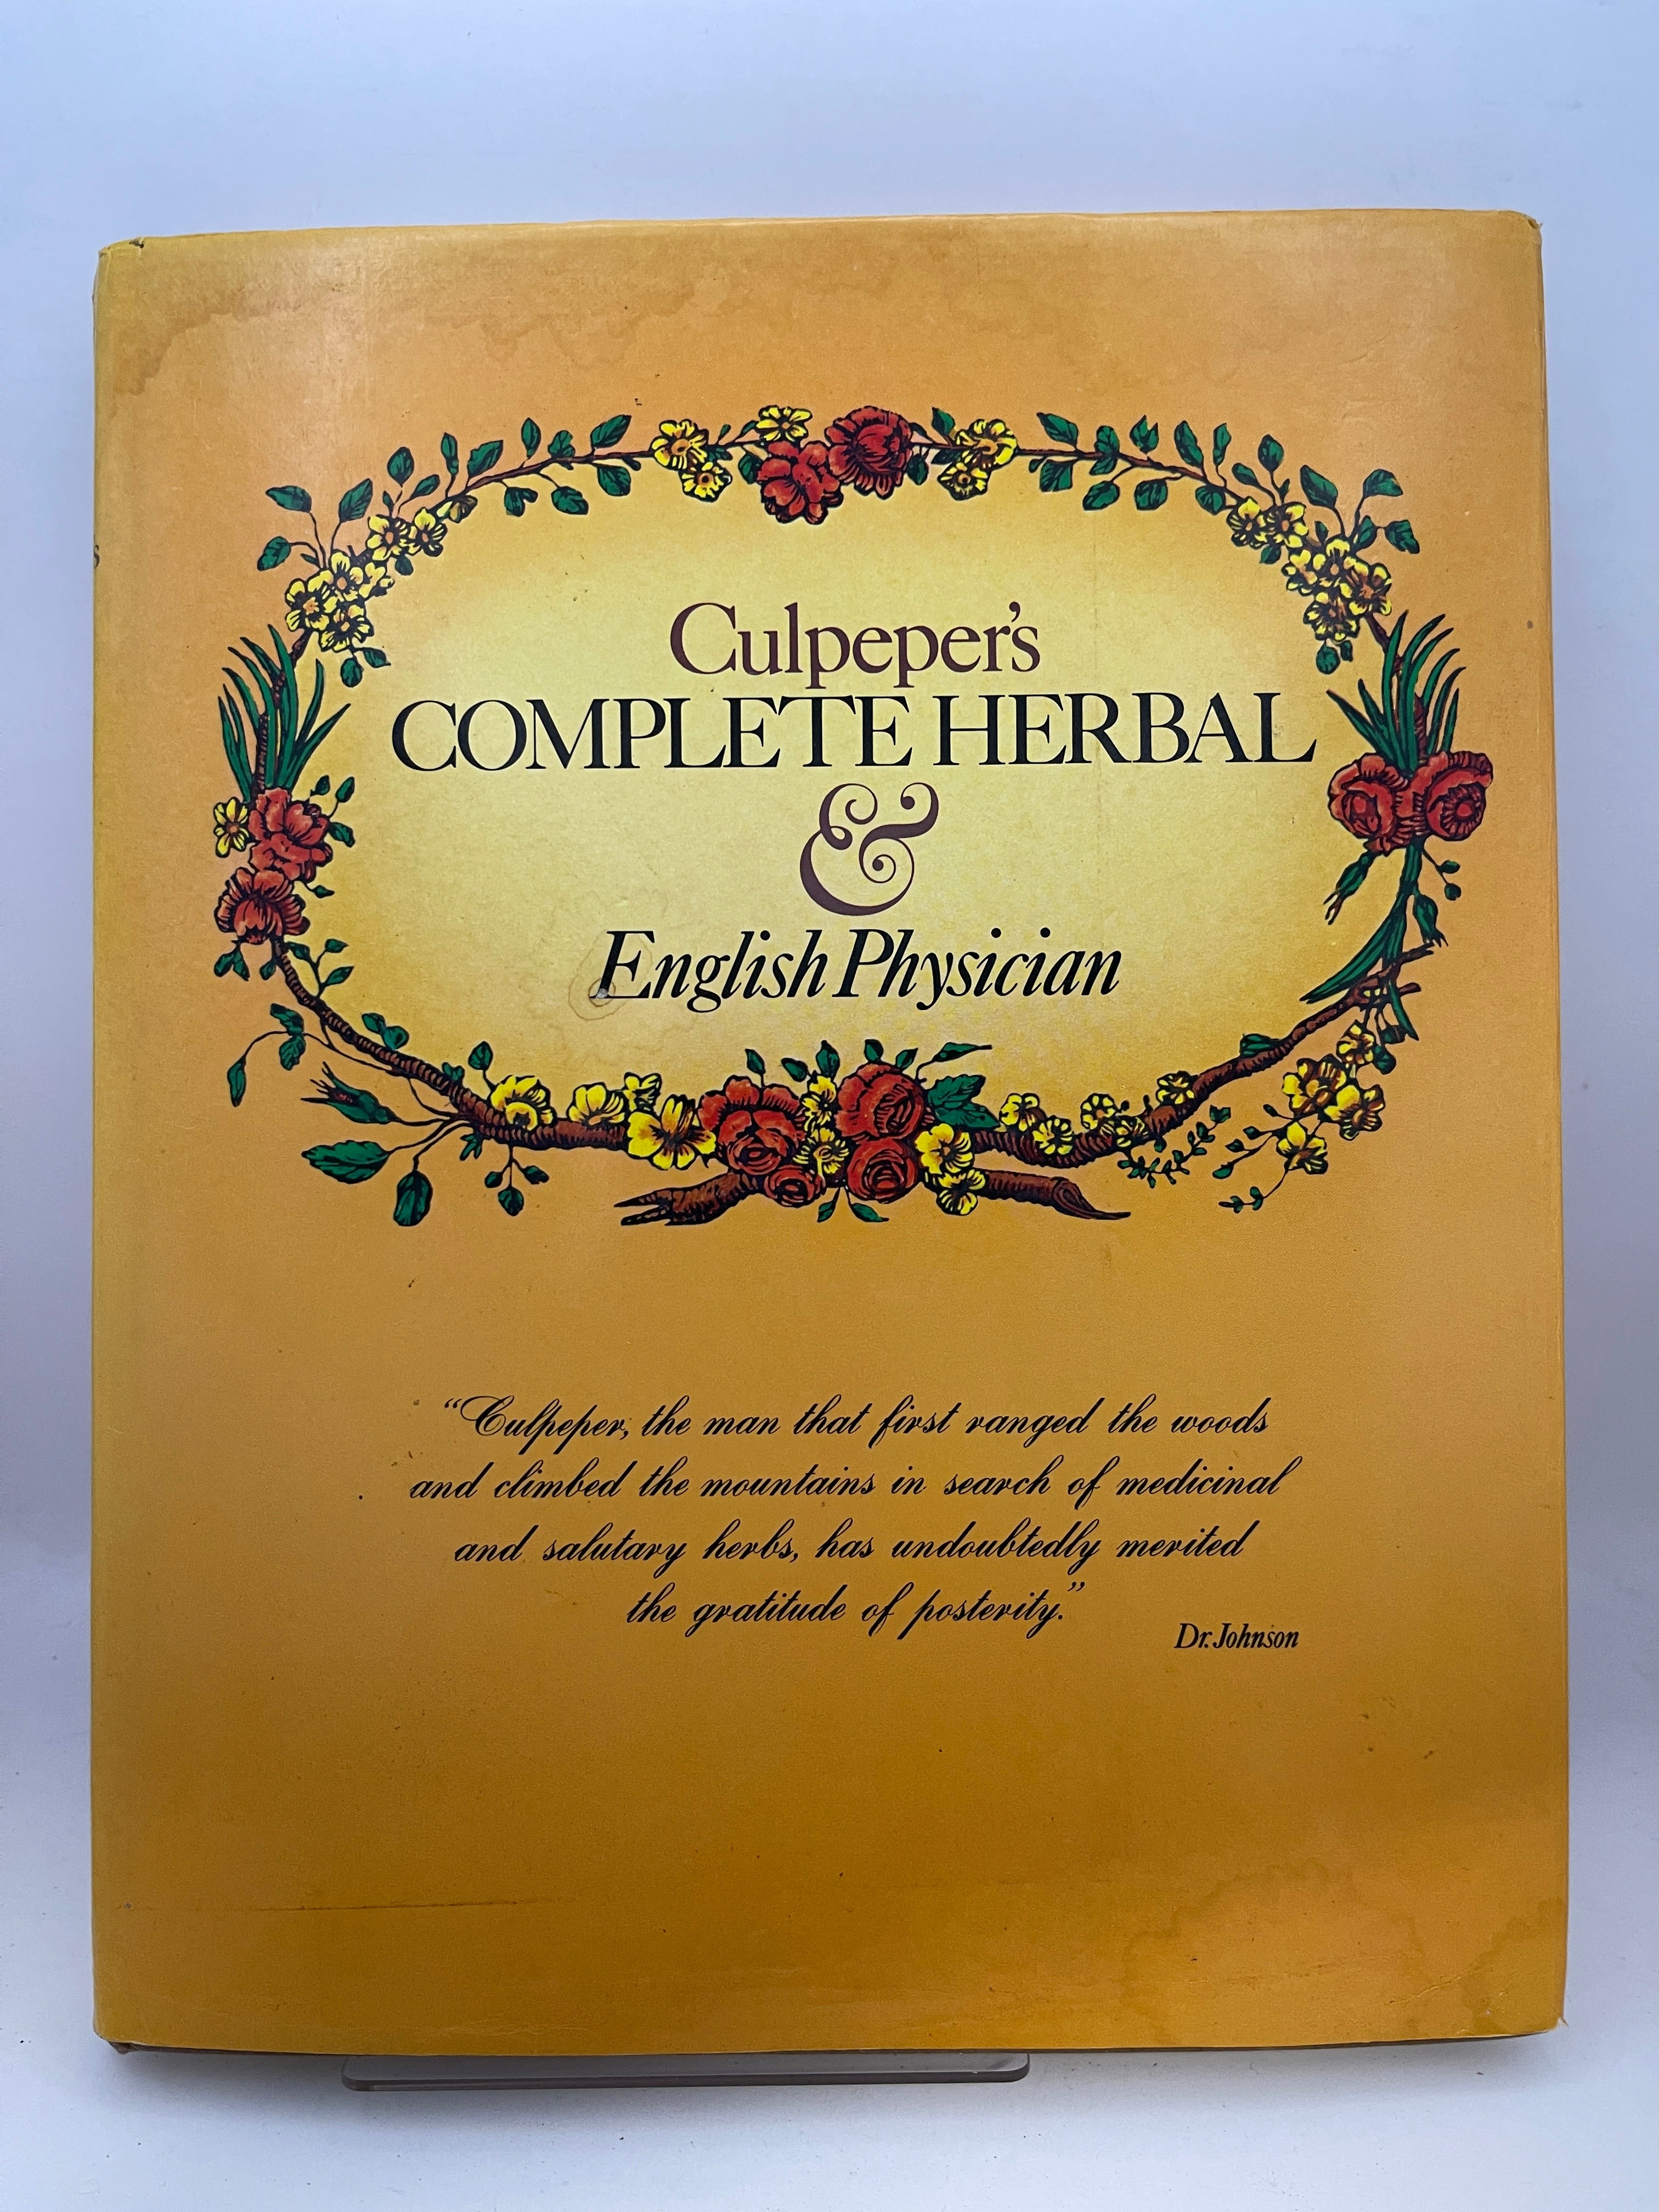 Culpeper's
COMPLETE HERBAL
&
English Physician
"Culpeper, the man that first ranged the woods
and climbed the mountains in search of medicinal
and salutary herbs, has undoubtedly merited
the gratitude of posterity."
Dr. Johnson